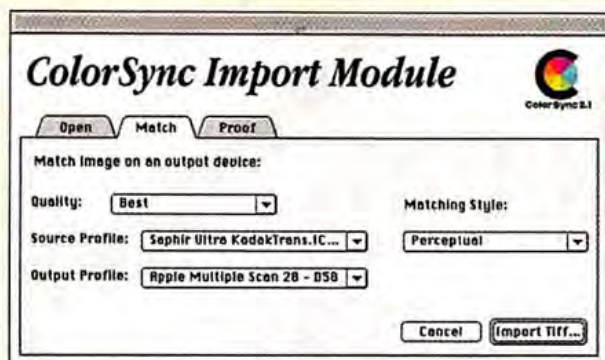 ColorSync Import Module
ColorSync 2.1
Open Match Proof
Match image on an output device:
Quality: Best
Matching Style:
Source Profile: Saphir Ultra KodakTrans.IC...
Perceptual
Output Profile: Apple Multiple Scan 20 - D50
Cancel Import Tiff...